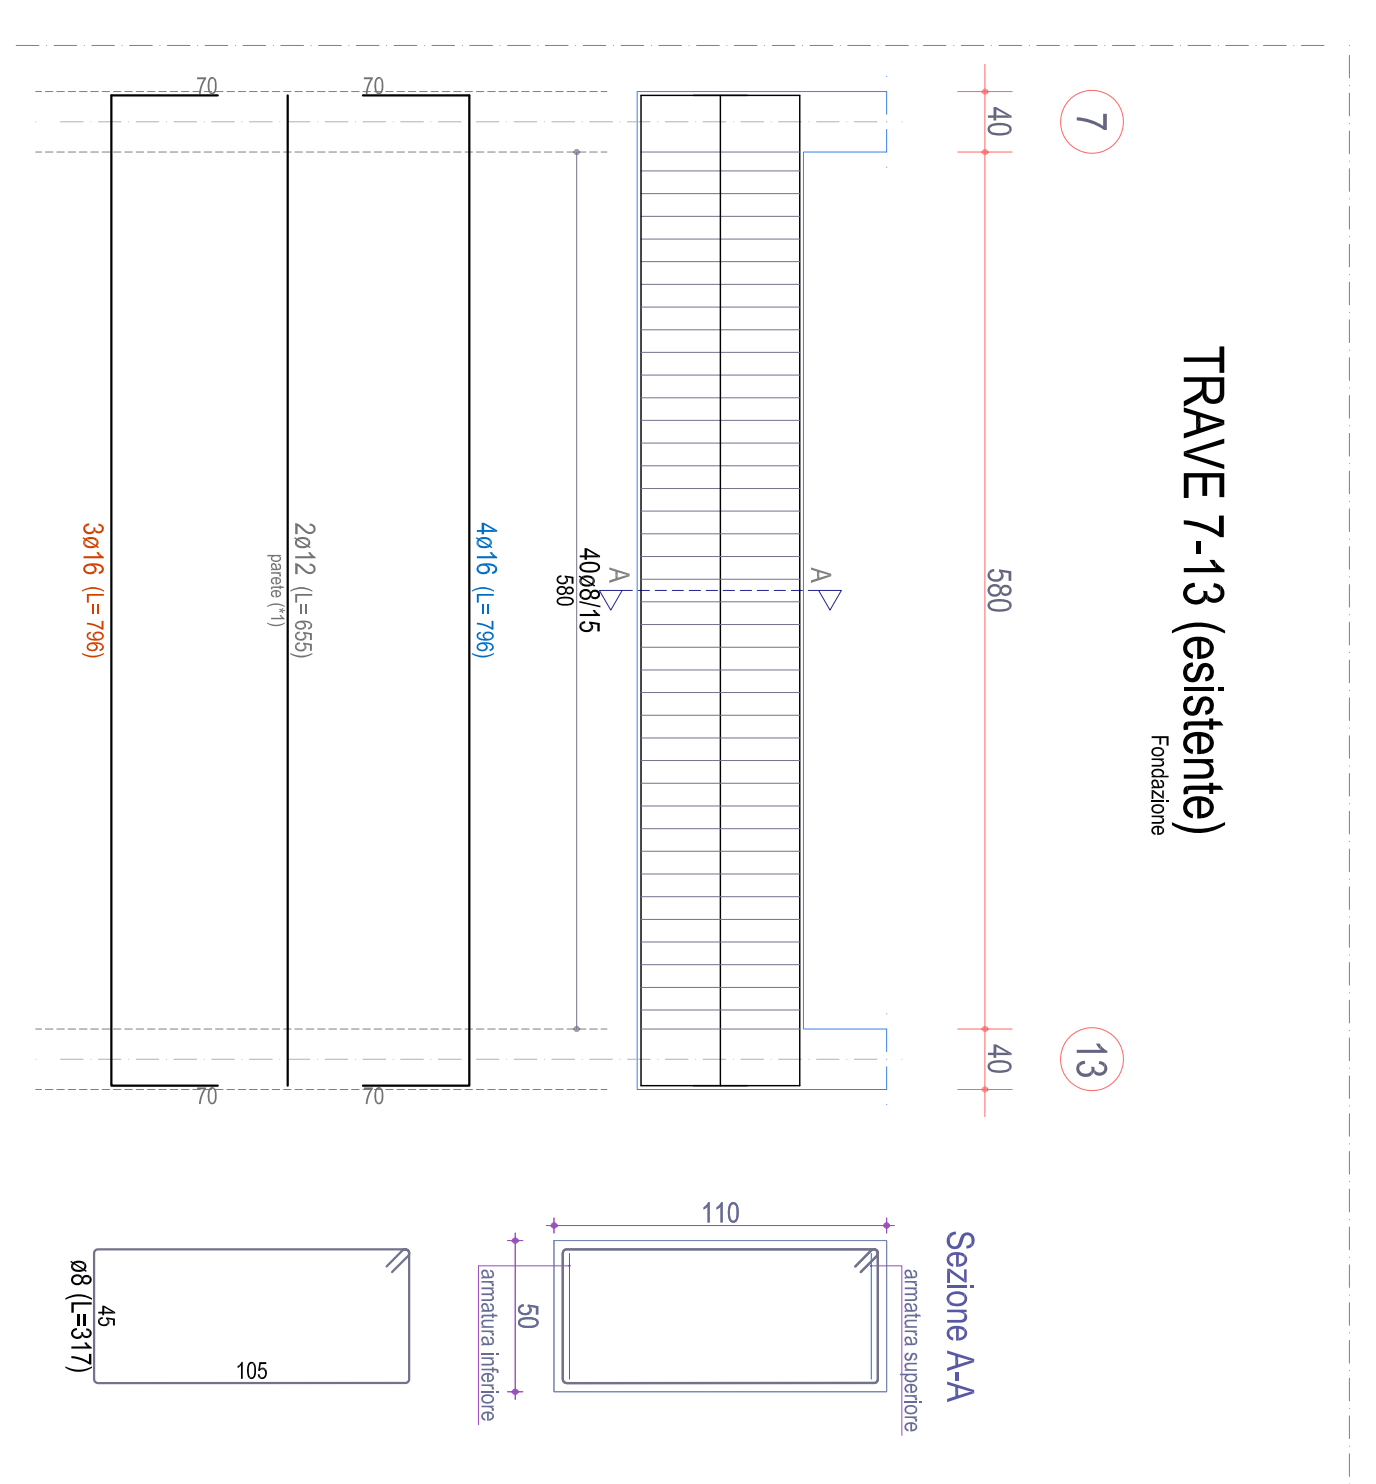 TRAVE 7-13 (esistente)
Fondazione
7
13
40
580
40
A
A
40ø8/15
580
70
70
4ø16 (L= 796)
2ø12 (L= 655)
parete (*1)
3ø16 (L= 796)
70
70
Sezione A-A
armatura superiore
110
50
armatura inferiore
105
45
ø8 (L=317)